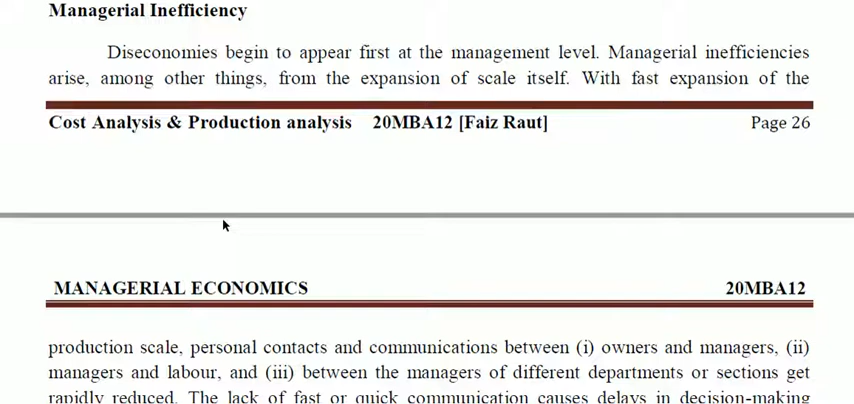 Managerial Inefficiency
Diseconomies begin to appear first at the management level. Managerial inefficiencies
arise, among other things, from the expansion of scale itself. With fast expansion of the
Cost Analysis & Production analysis 20MBA12 [Faiz Raut] Page 26
MANAGERIAL ECONOMICS 20MBA12
production scale, personal contacts and communications between (i) owners and managers, (ii)
managers and labour, and (iii) between the managers of different departments or sections get
rapidly reduced. The lack of fast or quick communication causes delays in decision-making